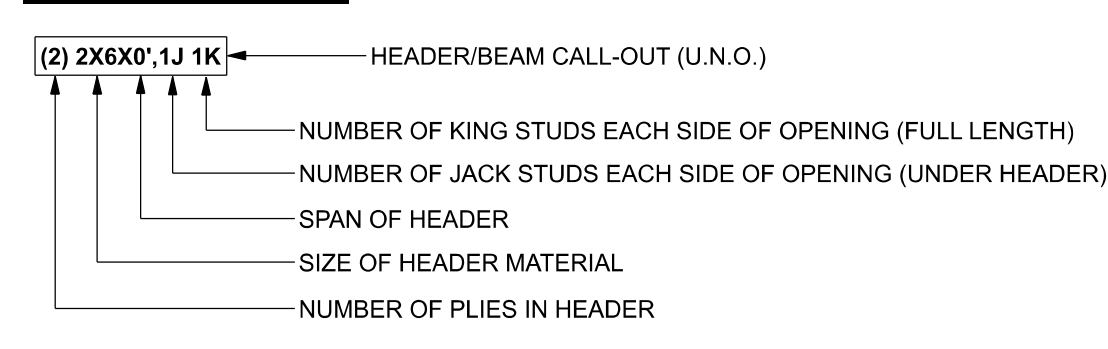 (2) 2X6X0',1J 1K HEADER/BEAM CALL-OUT (U.N.O.)
NUMBER OF KING STUDS EACH SIDE OF OPENING (FULL LENGTH)
NUMBER OF JACK STUDS EACH SIDE OF OPENING (UNDER HEADER)
SPAN OF HEADER
SIZE OF HEADER MATERIAL
NUMBER OF PLIES IN HEADER